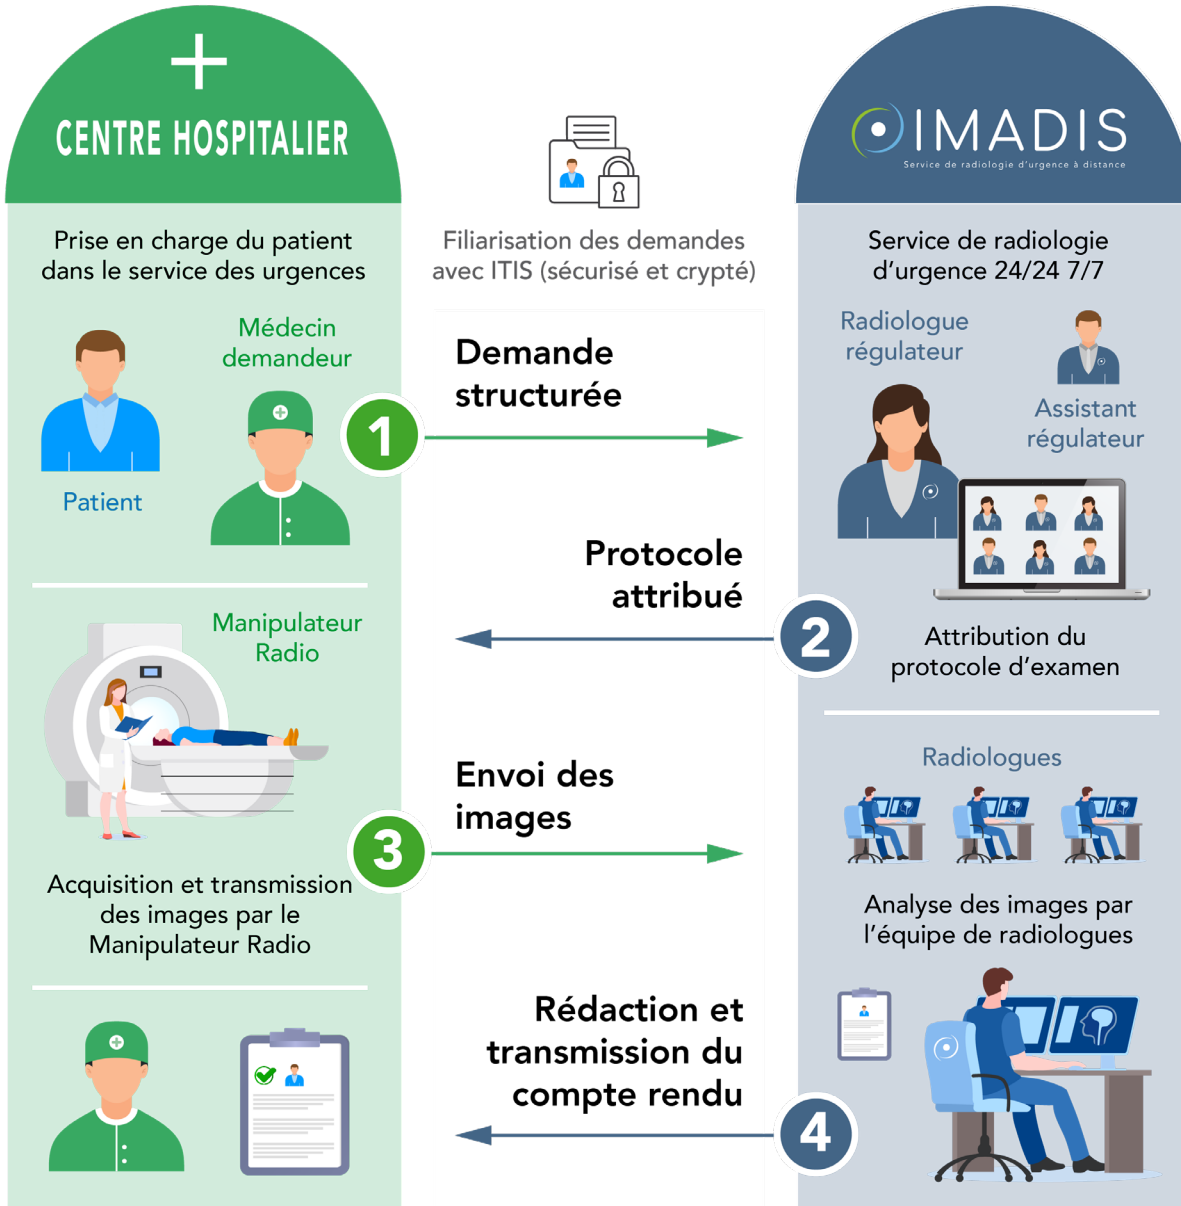 CENTRE HOSPITALIER
IMADIS
Service de radiologie d'urgence à distance
Prise en charge du patient
dans le service des urgences
Filiarisation des demandes
avec ITIS (sécurisé et crypté)
Service de radiologie
d'urgence 24/24 7/7
Médecin
demandeur
Patient
1
Demande
structurée
Radiologue
régulateur
Assistant
régulateur
Protocole
attribué
2
Attribution du
protocole d'examen
Manipulateur
Radio
3
Envoi des
images
Acquisition et transmission
des images par le
Manipulateur Radio
Radiologues
Analyse des images par
l'équipe de radiologues
Rédaction et
transmission du
compte rendu
4